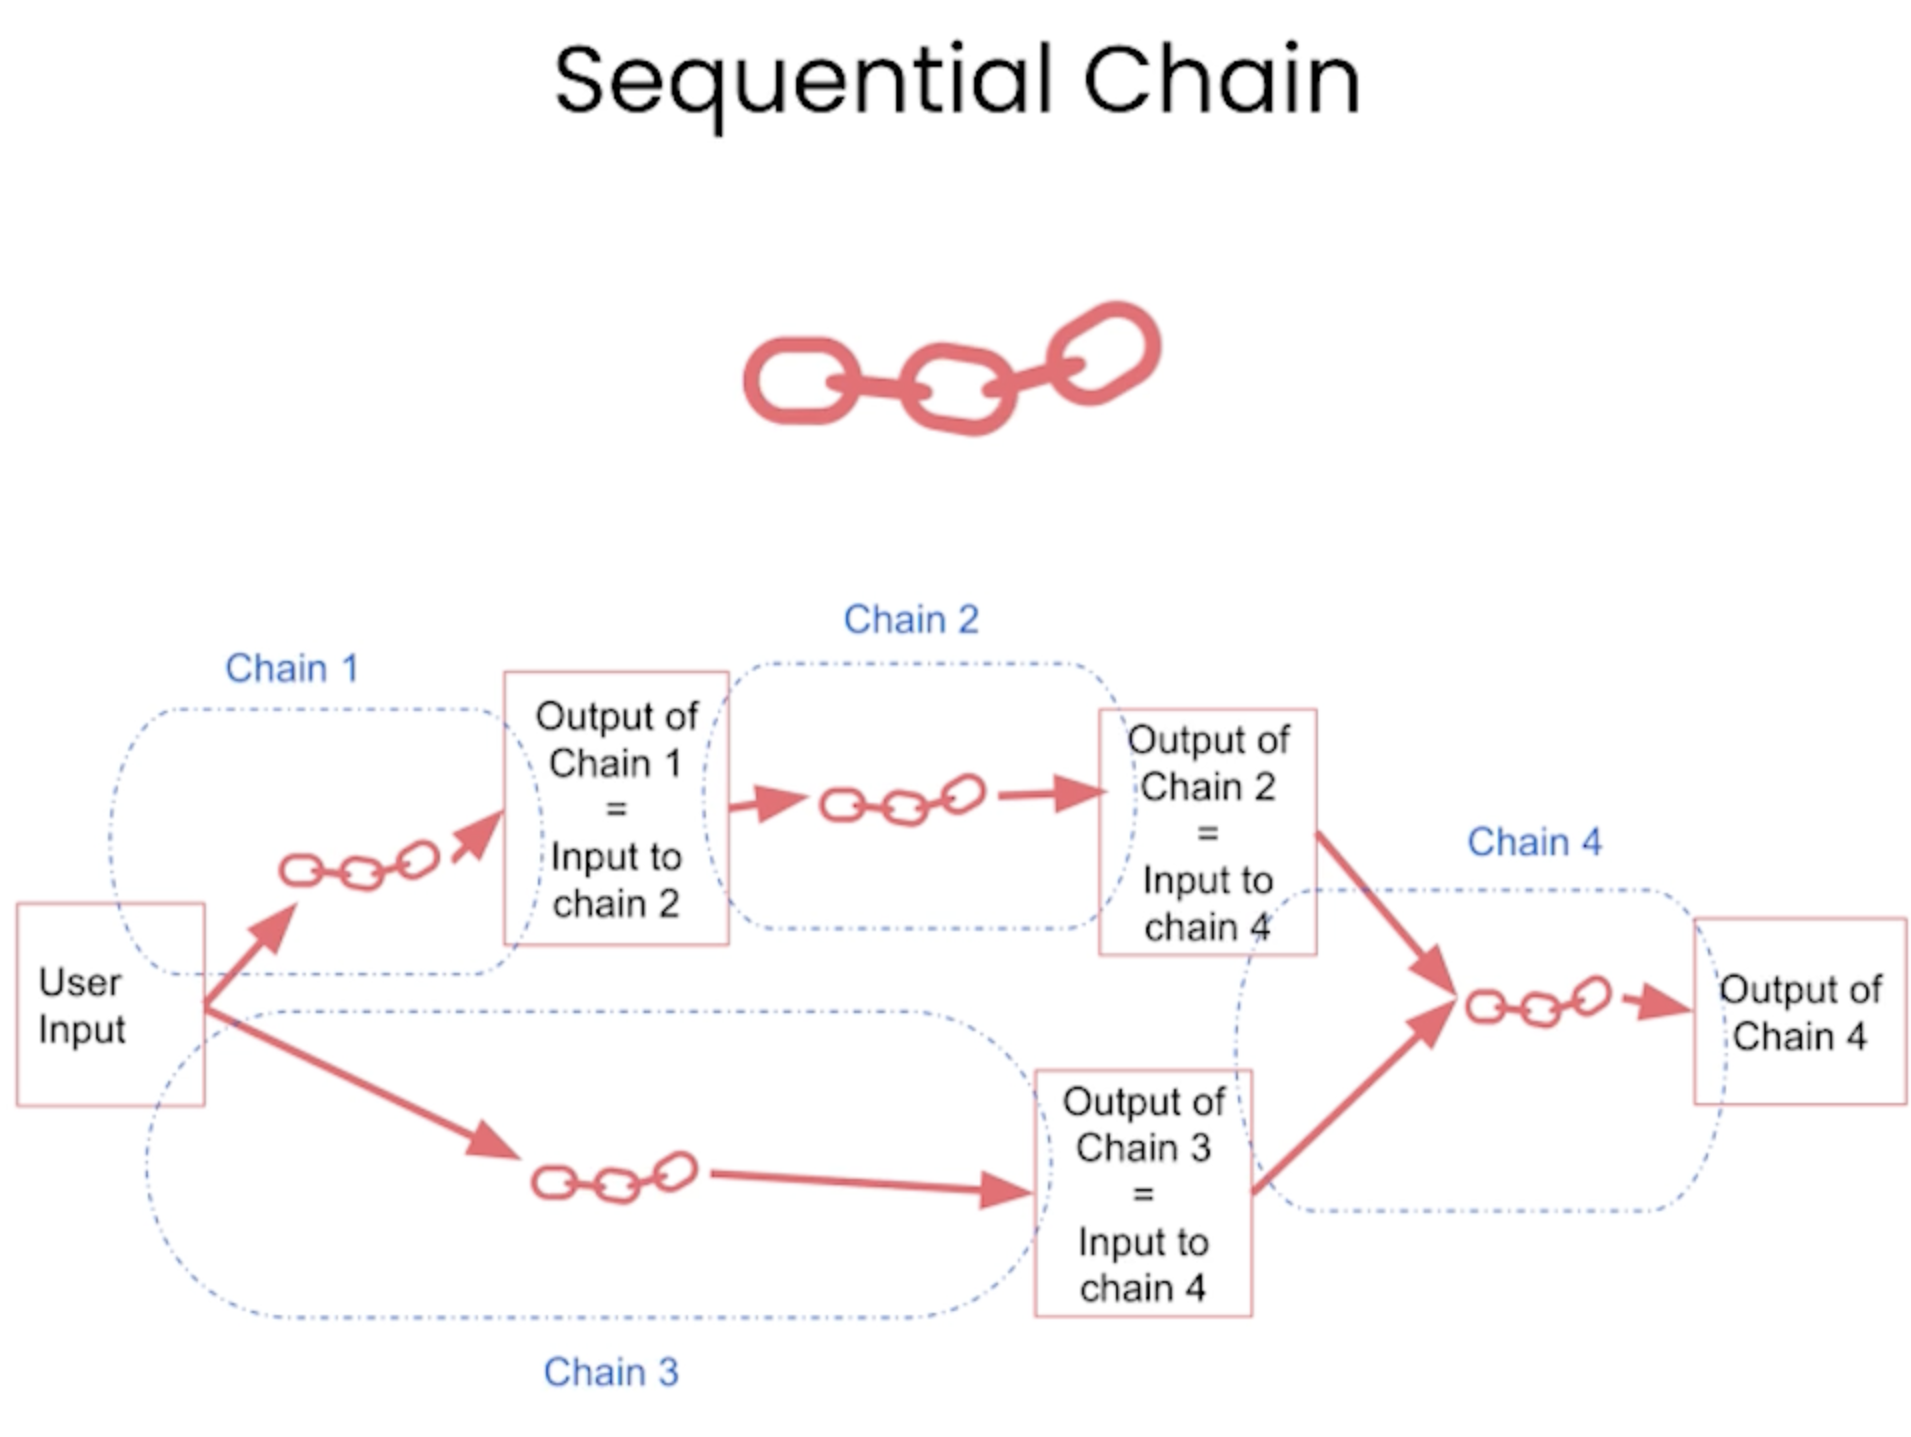 Sequential Chain
Chain 2
Chain 1
Output of
Chain 1
=
Input to
chain 2
Output of
Chain 2
=
Input to
chain 4
Chain 4
User
Input
Output of
Chain 4
Output of
Chain 3
=
Input to
chain 4
Chain 3